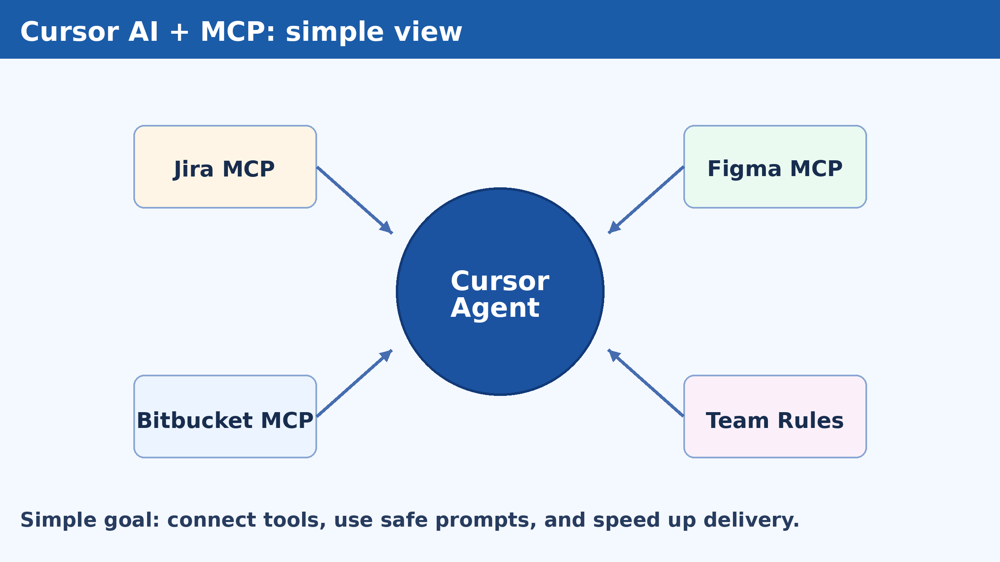 Cursor AI + MCP: simple view
Jira MCP
Figma MCP
Cursor
Agent
Bitbucket MCP
Team Rules
Simple goal: connect tools, use safe prompts, and speed up delivery.